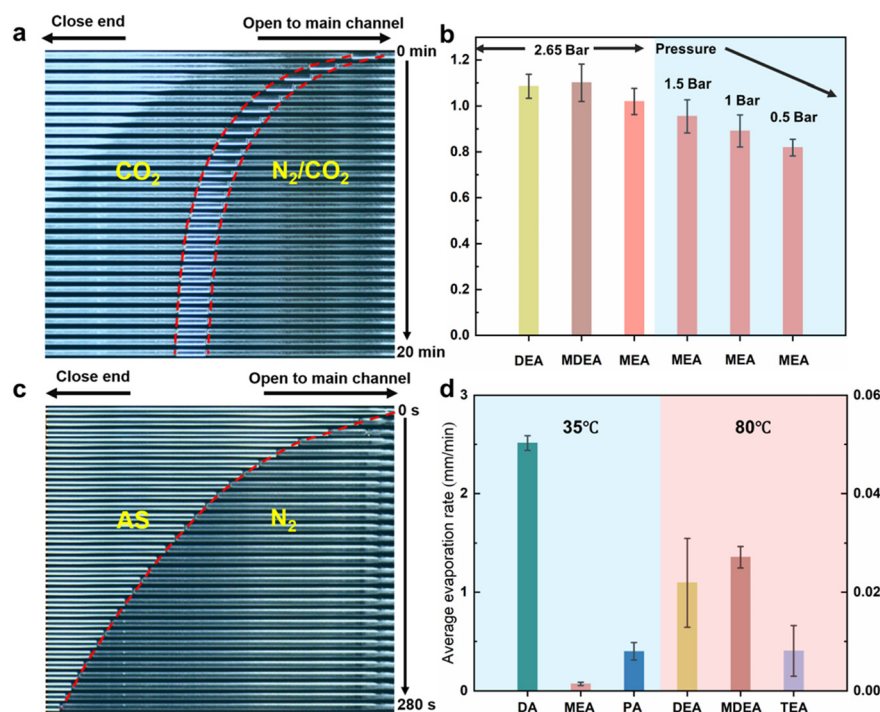 a
Close end
Open to main channel
0 min
CO₂
N₂/CO₂
20 min
b
1.2
1.0
0.8
0.6
0.4
0.2
0.0
2.65 Bar
Pressure
1.5 Bar
1 Bar
0.5 Bar
DEA MDEA MEA MEA MEA MEA
c
Close end
Open to main channel
0 s
AS
N₂
280 s
d
Average evaporation rate (mm/min)
3
2
1
0
35℃
80℃
0.06
0.04
0.02
0.00
DA MEA PA DEA MDEA TEA